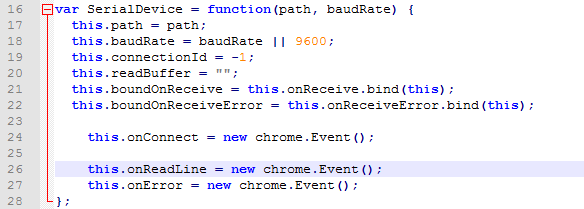 16 var SerialDevice = function(path, baudRate) {
17 this.path = path;
18 this.baudRate = baudRate || 9600;
19 this.connectionId = -1;
20 this.readBuffer = "";
21 this.boundOnReceive = this.onReceive.bind(this);
22 this.boundOnReceiveError = this.onReceiveError.bind(this);
23
24 this.onConnect = new chrome.Event();
25
26 this.onReadLine = new chrome.Event();
27 this.onError = new chrome.Event();
28 };